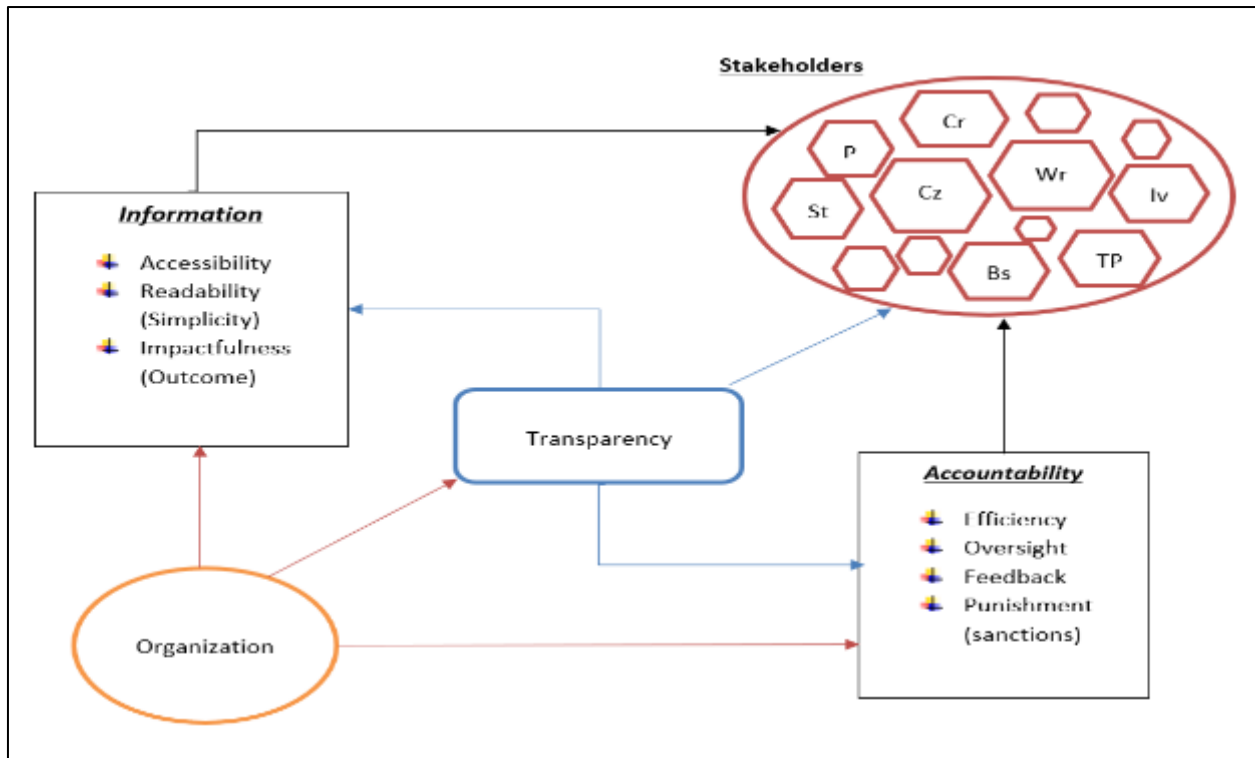 Stakeholders
Cr
P
Wr
Cz
Iv
St
TP
Bs
Information
Accessibility
Readability
(Simplicity)
Impactfulness
(Outcome)
Transparency
Accountability
Efficiency
Oversight
Feedback
Punishment
(sanctions)
Organization